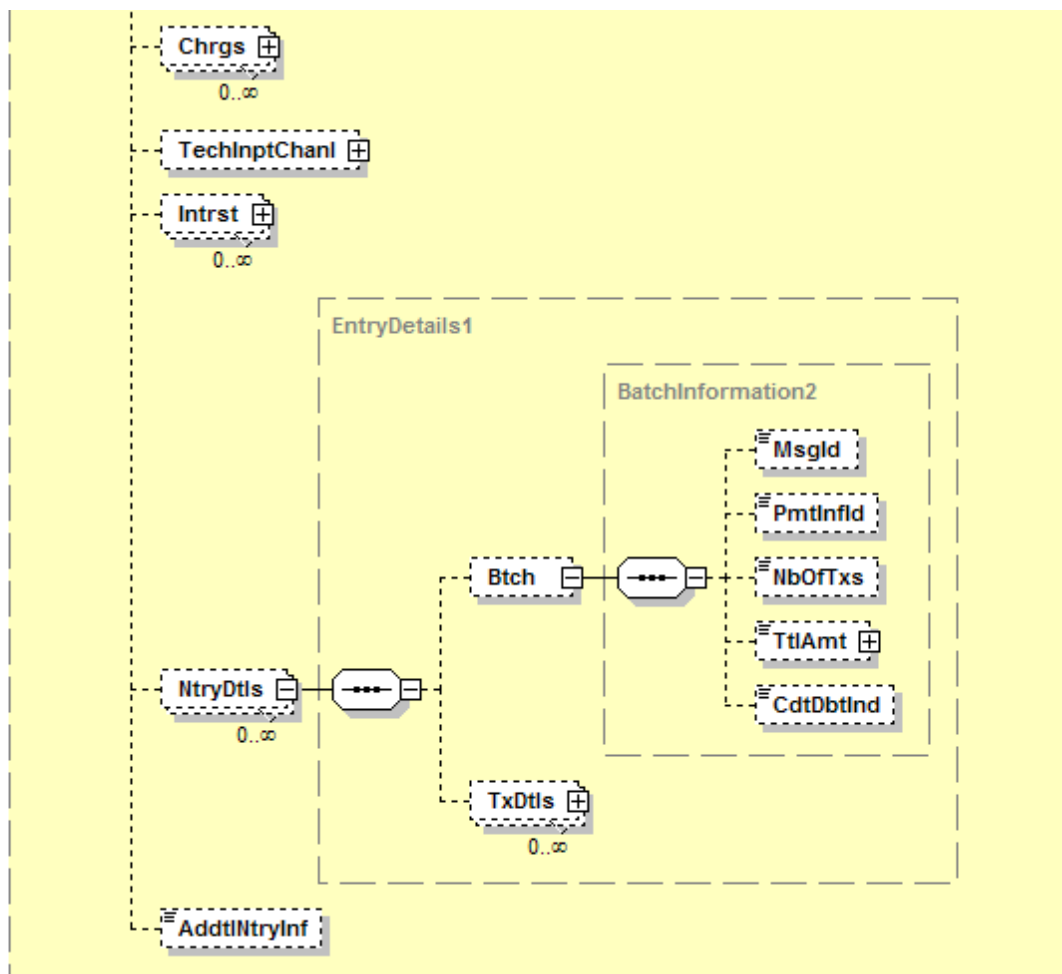 Chrgs
0..∞
TechInptChanl
Intrst
0..∞
EntryDetails1
BatchInformation2
MsgId
PmtInfId
Btch
NbOfTxs
TtlAmt
NtryDtls
CdtDbtInd
0..∞
TxDtls
0..∞
AddtlNtryInf